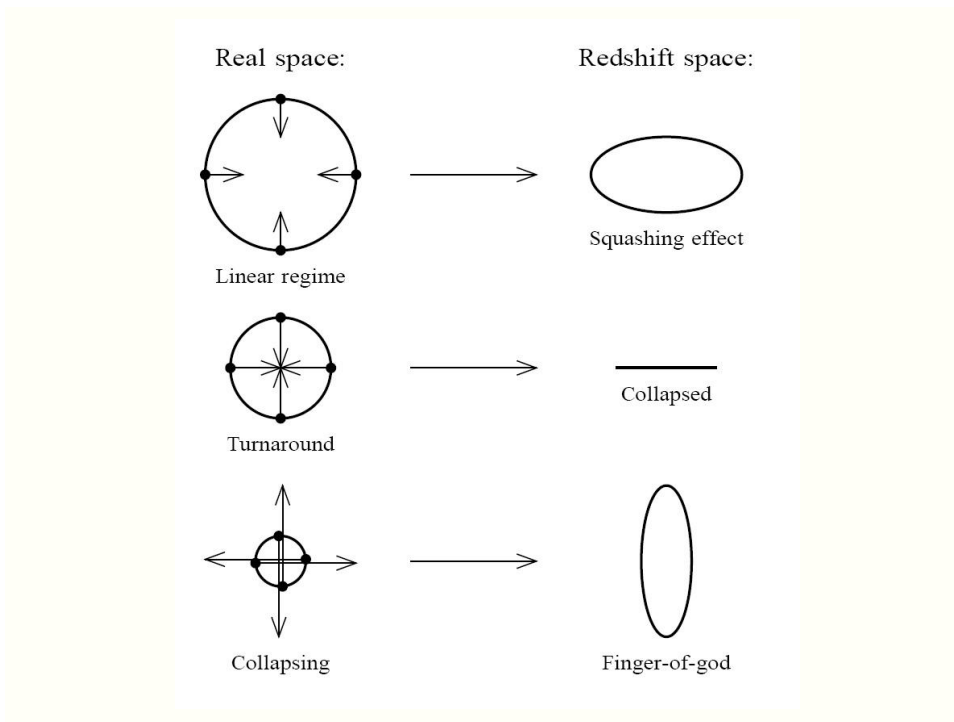 Real space:
Redshift space:
Squashing effect
Linear regime
Collapsed
Turnaround
Collapsing
Finger-of-god